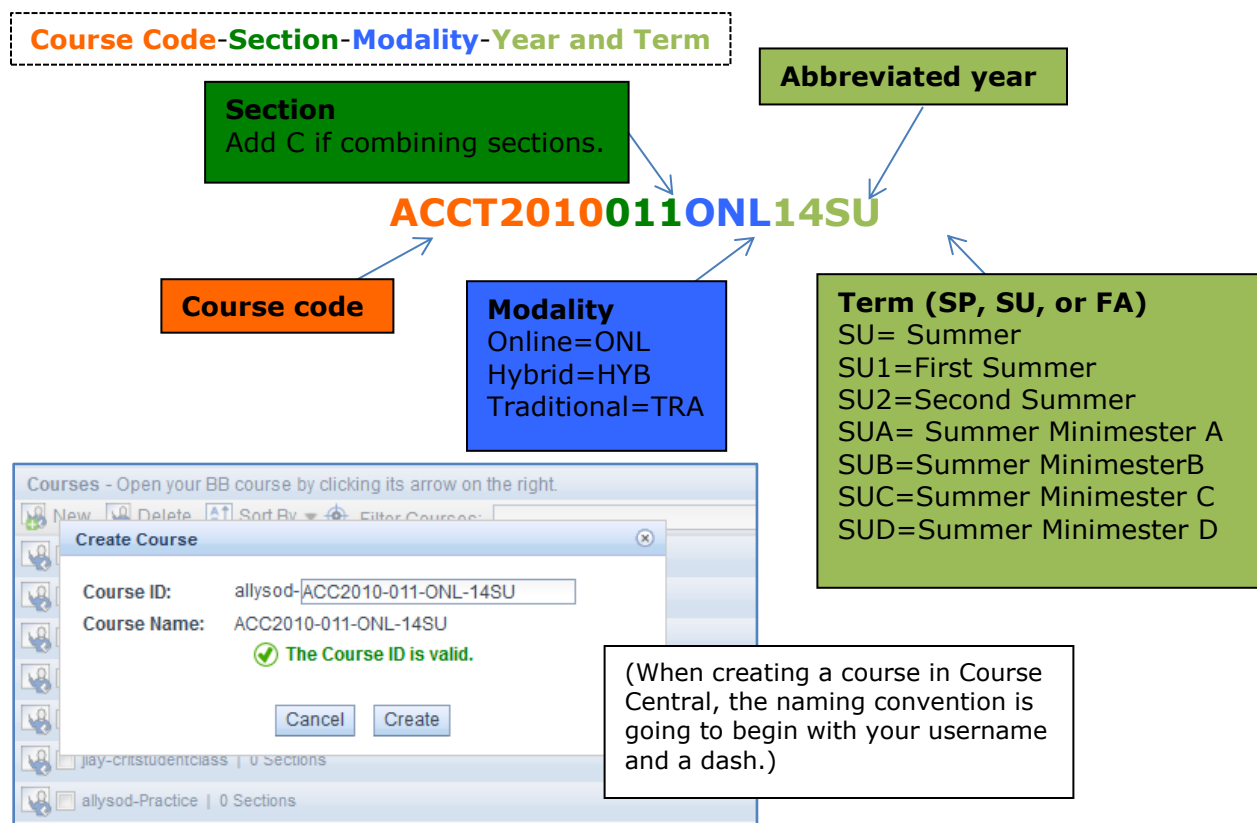 Course Code-Section-Modality-Year and Term
Abbreviated year
Section
Add C if combining sections.
ACCT2010011ONL14SU
Course code
Modality
Online=ONL
Hybrid=HYB
Traditional=TRA
Term (SP, SU, or FA)
SU= Summer
SU1=First Summer
SU2=Second Summer
SUA= Summer Minimester A
SUB=Summer MinimesterB
SUC=Summer Minimester C
SUD=Summer Minimester D
Courses - Open your BB course by clicking its arrow on the right.
New Delete Sort By Filter Courses:
Create Course
Course ID: allysod-ACC2010-011-ONL-14SU
Course Name: ACC2010-011-ONL-14SU
The Course ID is valid.
Cancel Create
jlay-critstudentclass | 0 Sections
allysod-Practice | 0 Sections
(When creating a course in Course
Central, the naming convention is
going to begin with your username
and a dash.)